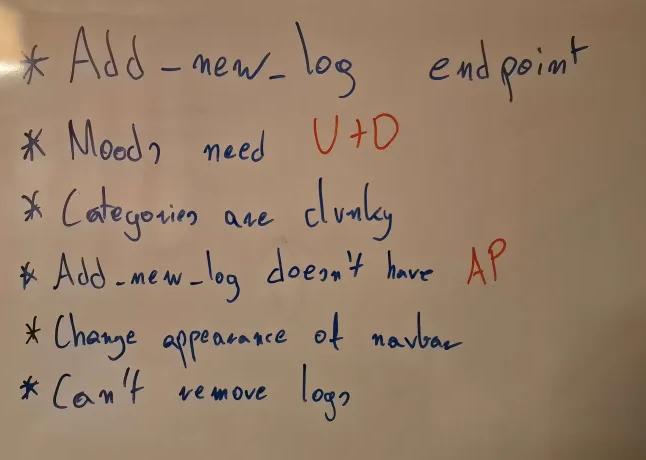 * Add_new_log endpoint
* Moods need U+D
* Categories are clunky
* Add_new_log doesn't have AP
* Change appearance of navbar
* Can't remove logs